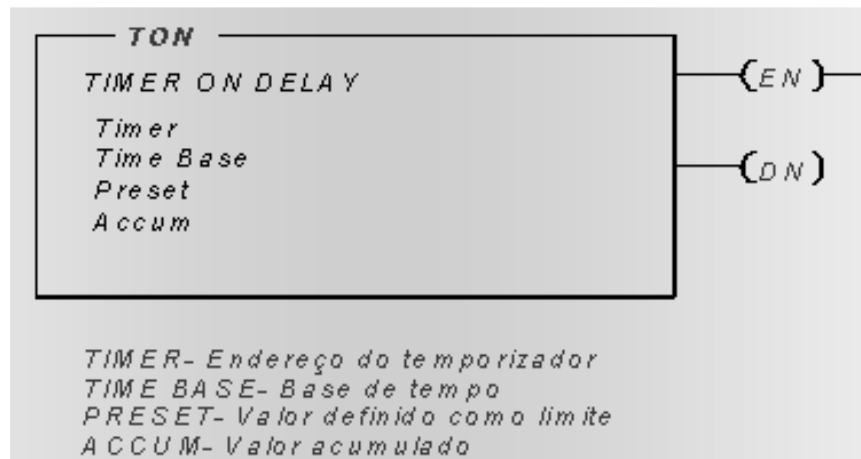 TON
TIMER ON DELAY
(EN)
Timer
Time Base
(DN)
Preset
Accum
TIMER- Endereço do temporizador
TIME BASE- Base de tempo
PRESET- Valor definido como limite
ACCUM- Valor acumulado